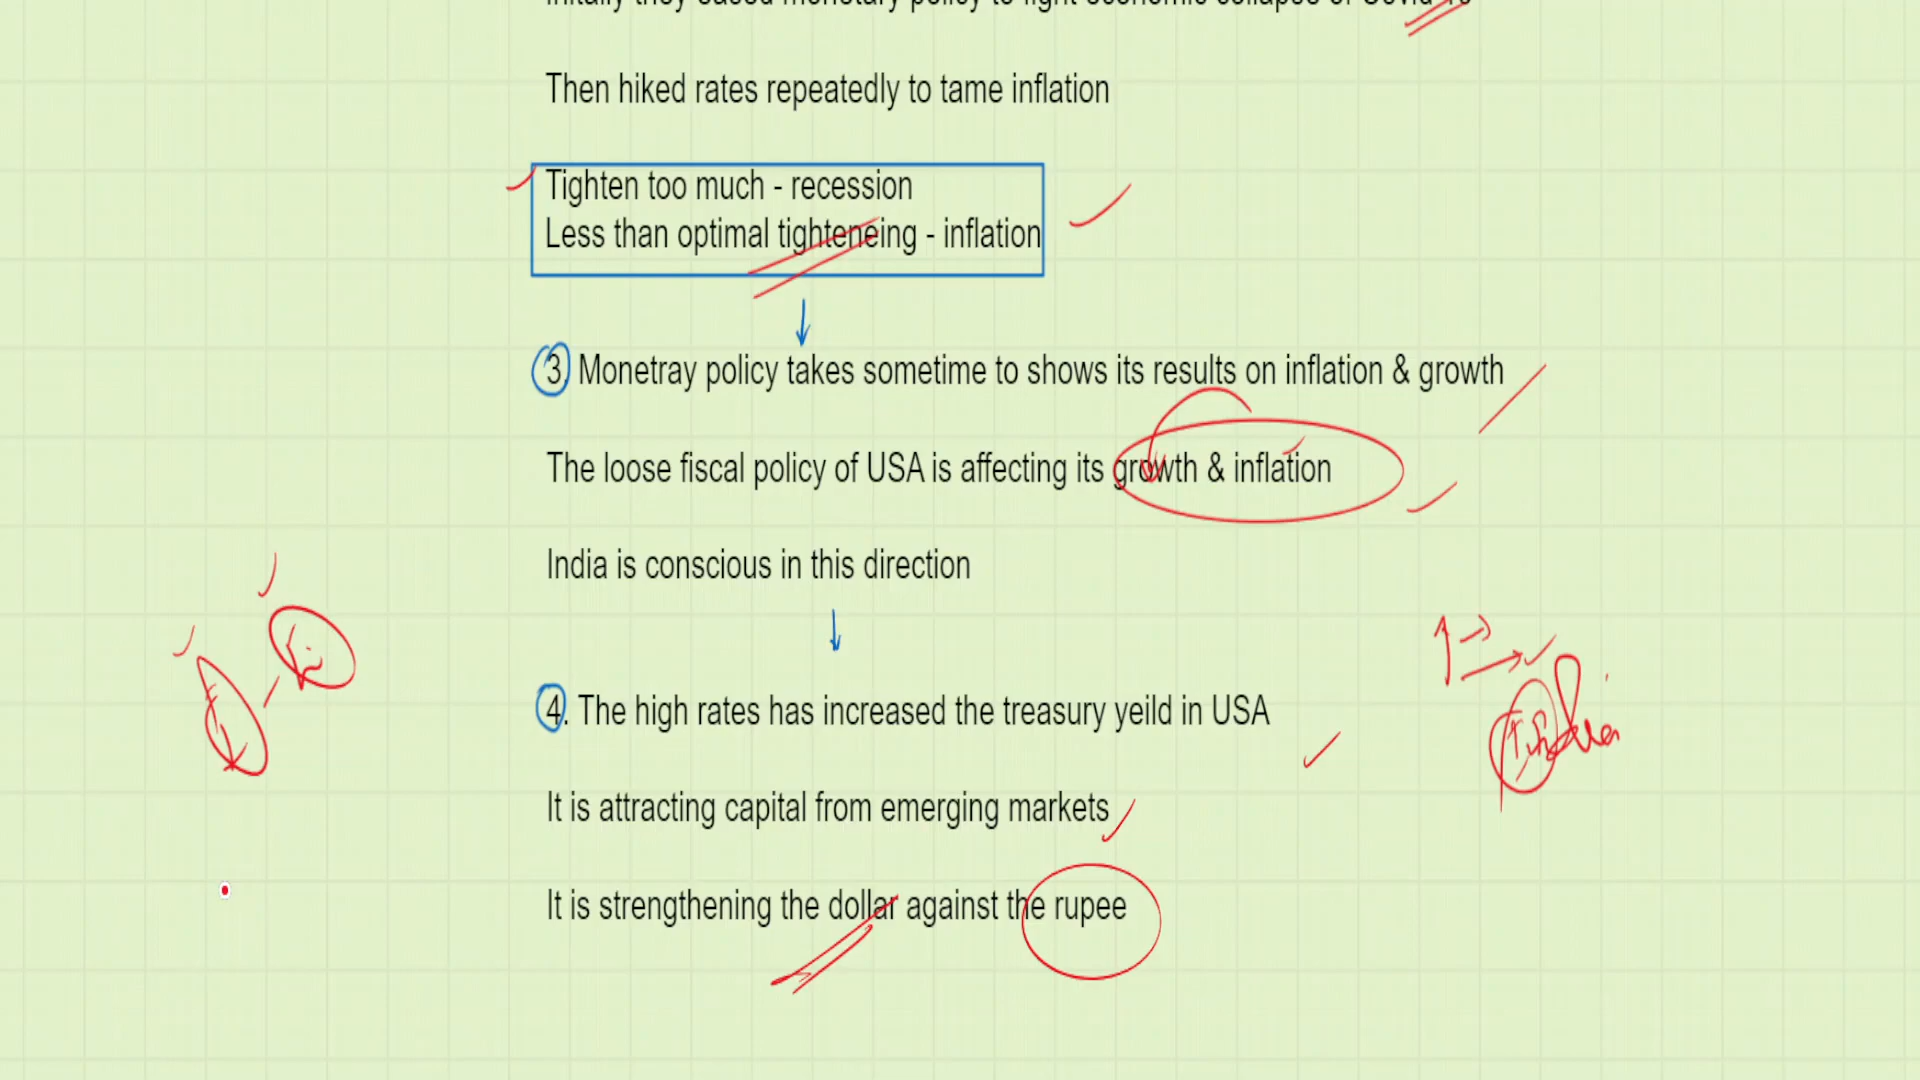 Then hiked rates repeatedly to tame inflation
Tighten too much - recession
Less than optimal tighteneing - inflation
3. Monetray policy takes sometime to shows its results on inflation & growth
The loose fiscal policy of USA is affecting its growth & inflation
India is conscious in this direction
4. The high rates has increased the treasury yeild in USA
India
It is attracting capital from emerging markets
It is strengthening the dollar against the rupee